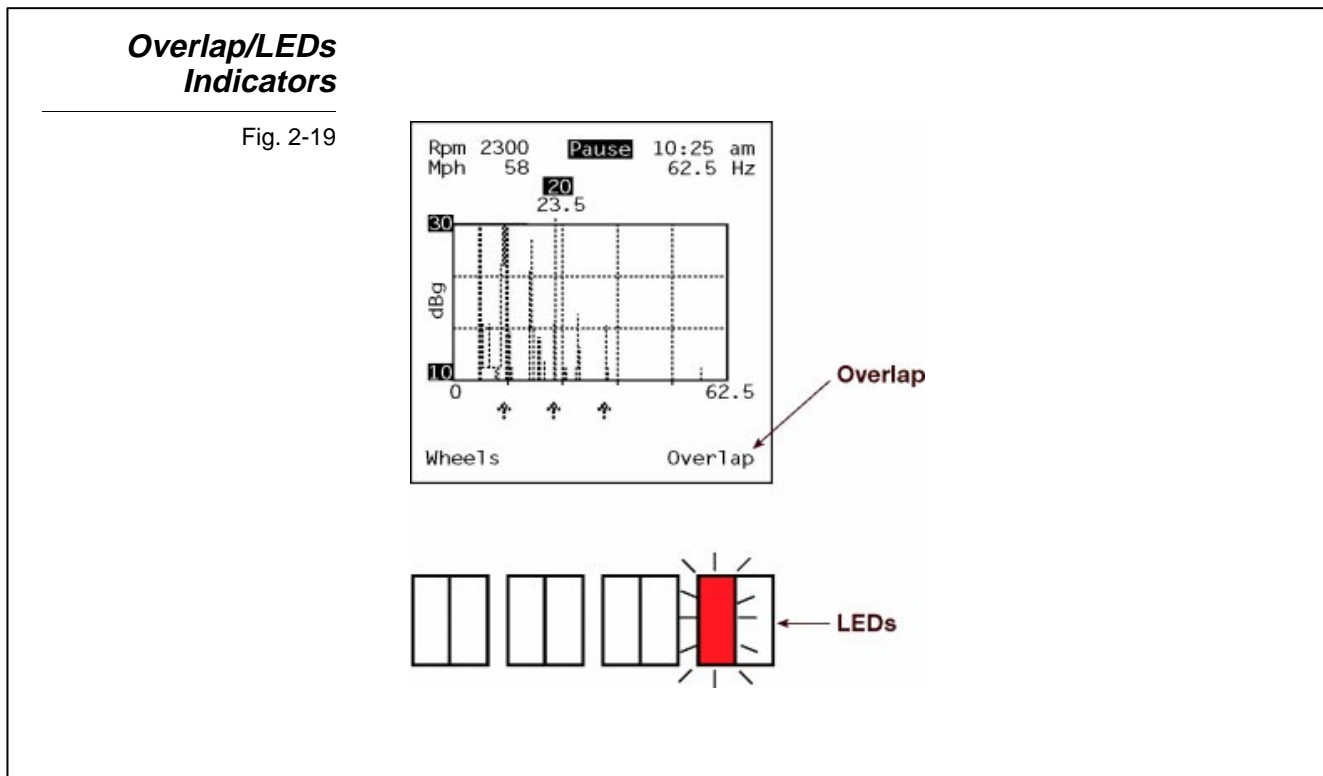 Overlap/LEDs
Indicators
Fig. 2-19
Rpm 2300 Pause 10:25 am
Mph 58 62.5 Hz
20
23.5
30
dBg
10
0 62.5
Overlap
Wheels Overlap
LEDs